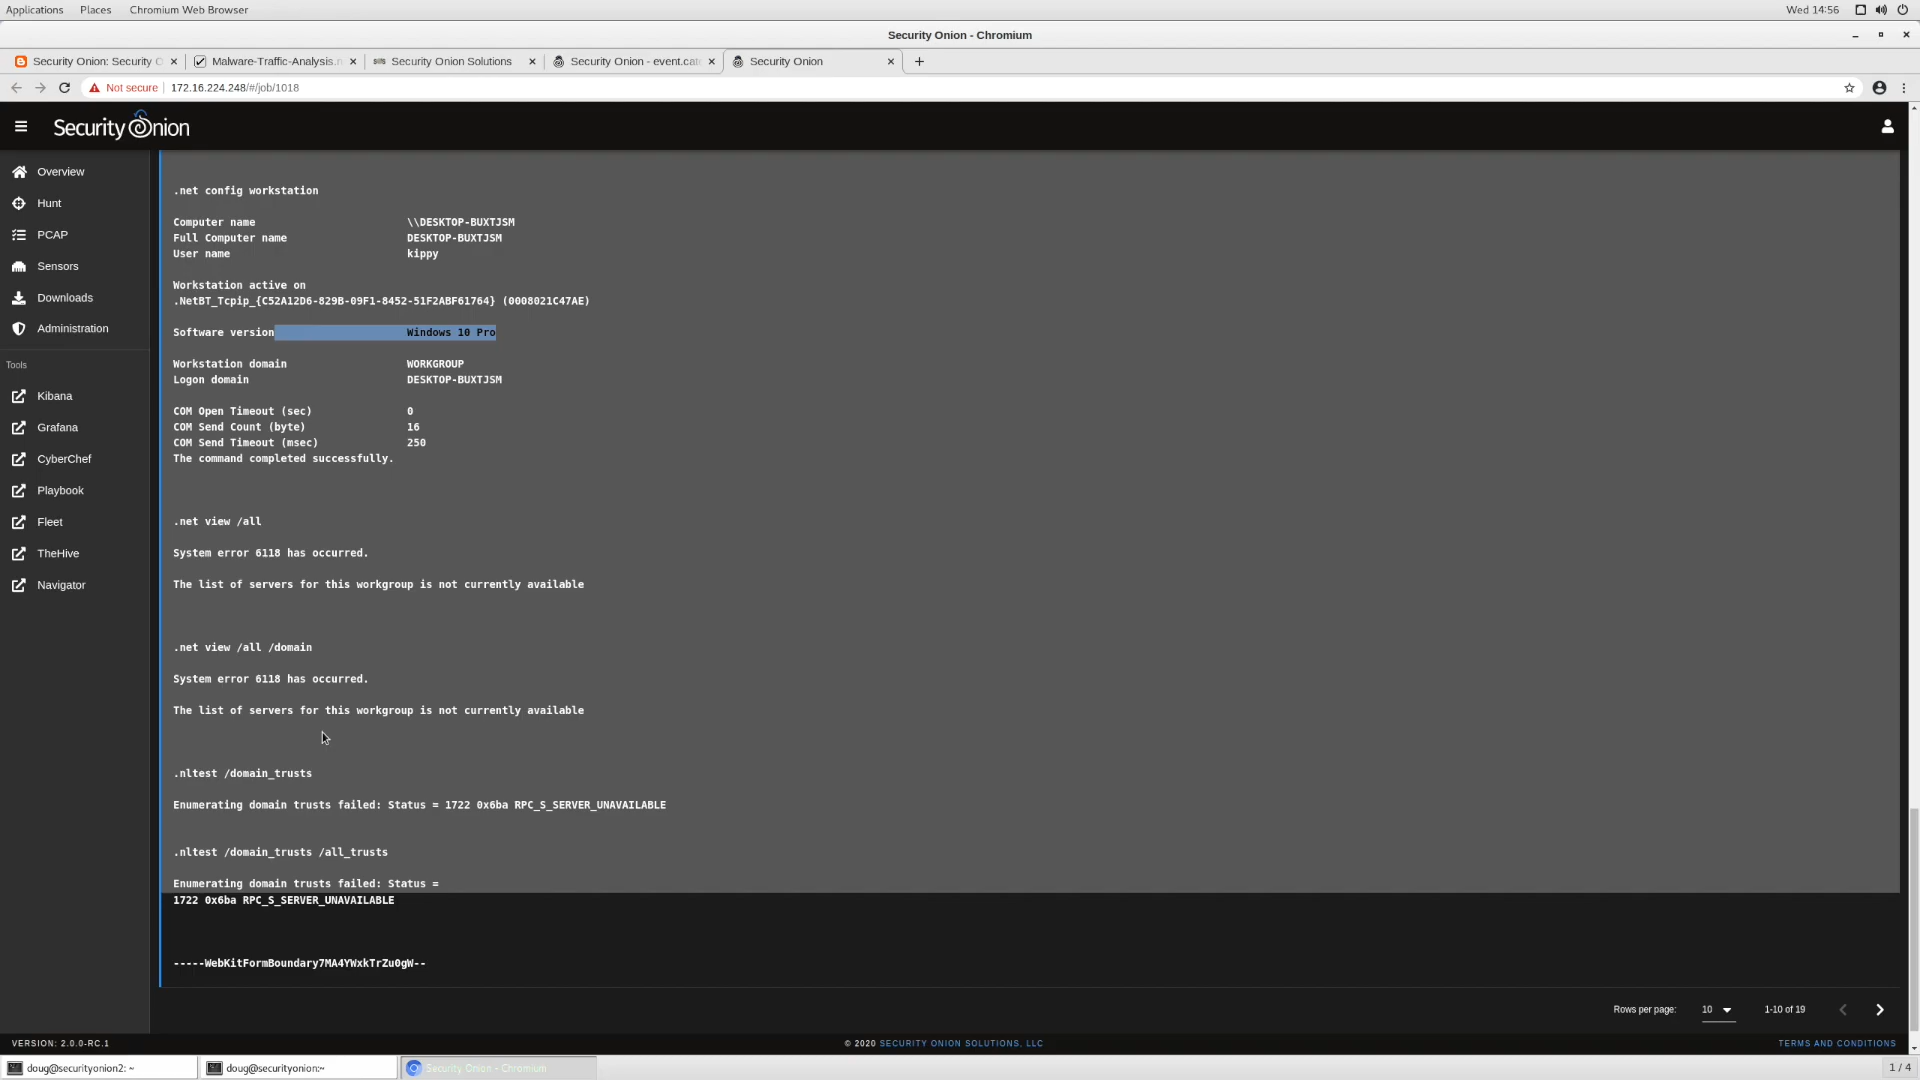 Applications Places Chromium Web Browser Wed 14:56
Security Onion - Chromium
Security Onion: Security O Malware-Traffic-Analysis.n Security Onion Solutions Security Onion - event.cate Security Onion
Not secure 172.16.224.248/#/job/1018
Security Onion
Overview
Hunt
PCAP
Sensors
Downloads
Administration
Tools
Kibana
Grafana
CyberChef
Playbook
Fleet
TheHive
Navigator
.net config workstation
Computer name \\DESKTOP-BUXTJSM
Full Computer name DESKTOP-BUXTJSM
User name kippy
Workstation active on
.NetBT_Tcpip_{C52A12D6-829B-09F1-8452-51F2ABF61764} (0008021C47AE)
Software version Windows 10 Pro
Workstation domain WORKGROUP
Logon domain DESKTOP-BUXTJSM
COM Open Timeout (sec) 0
COM Send Count (byte) 16
COM Send Timeout (msec) 250
The command completed successfully.
.net view /all
System error 6118 has occurred.
The list of servers for this workgroup is not currently available
.net view /all /domain
System error 6118 has occurred.
The list of servers for this workgroup is not currently available
.nltest /domain_trusts
Enumerating domain trusts failed: Status = 1722 0x6ba RPC_S_SERVER_UNAVAILABLE
.nltest /domain_trusts /all_trusts
Enumerating domain trusts failed: Status =
1722 0x6ba RPC_S_SERVER_UNAVAILABLE
-----WebKitFormBoundary7MA4YWxkTrZu0gW--
Rows per page: 10 1-10 of 19
VERSION: 2.0.0-RC.1 © 2020 SECURITY ONION SOLUTIONS, LLC TERMS AND CONDITIONS
doug@securityonion2: ~ doug@securityonion:~ Security Onion - Chromium 1 / 4